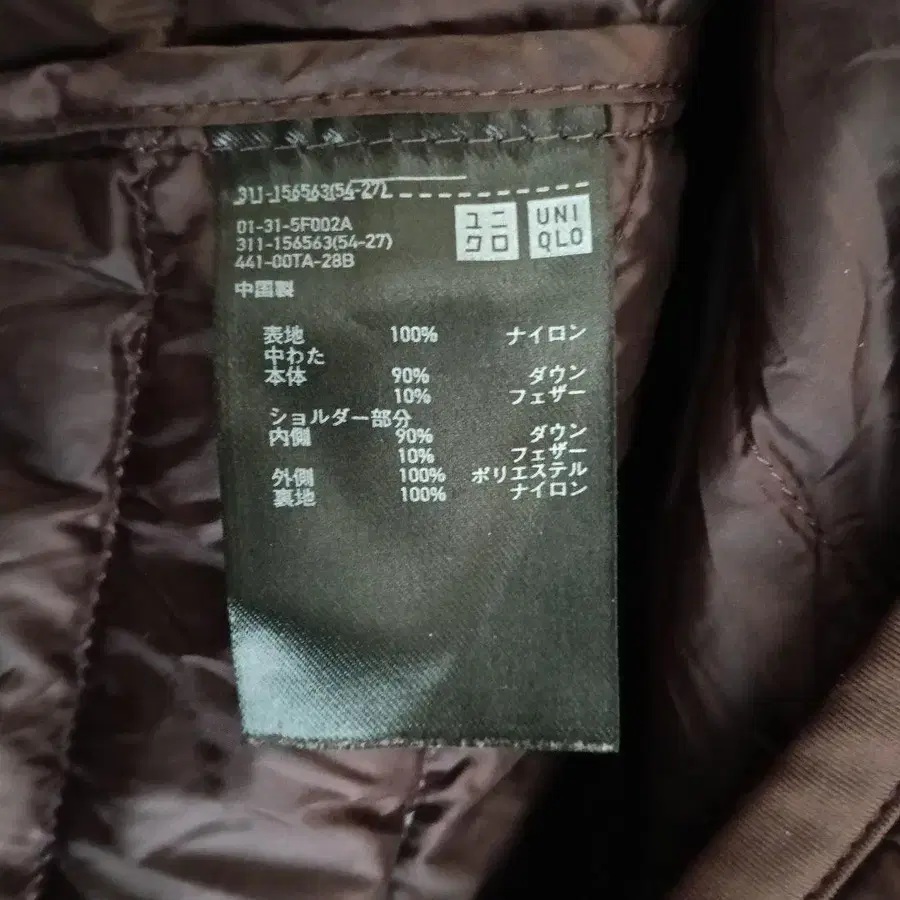 311-156563(54-27)
01-31-5F002A
311-156563(54-27)
441-00TA-28B
中国製
ユニ
クロ
UNI
QLO
表地 100% ナイロン
中わた
本体 90% ダウン
10% フェザー
ショルダー部分
内側 90% ダウン
10% フェザー
外側 100% ポリエステル
裏地 100% ナイロン